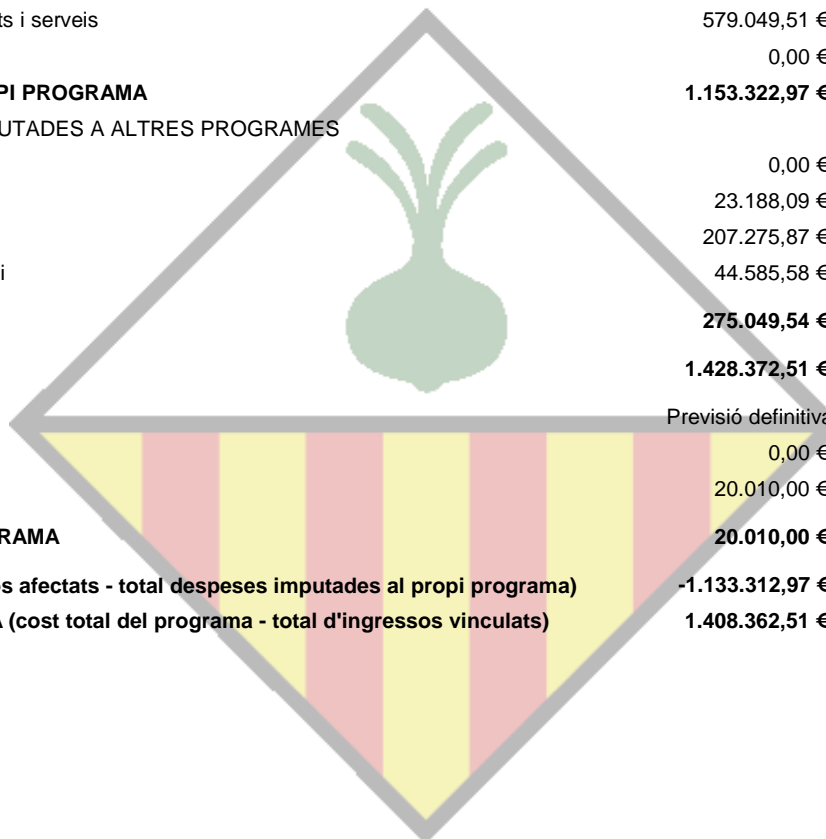 ts i serveis 579.049,51 €
0,00 €
PI PROGRAMA 1.153.322,97 €
UTADES A ALTRES PROGRAMES
0,00 €
23.188,09 €
207.275,87 €
i 44.585,58 €
275.049,54 €
1.428.372,51 €
Previsió definitiva
0,00 €
20.010,00 €
RAMA 20.010,00 €
s afectats - total despeses imputades al propi programa) -1.133.312,97 €
(cost total del programa - total d'ingressos vinculats) 1.408.362,51 €